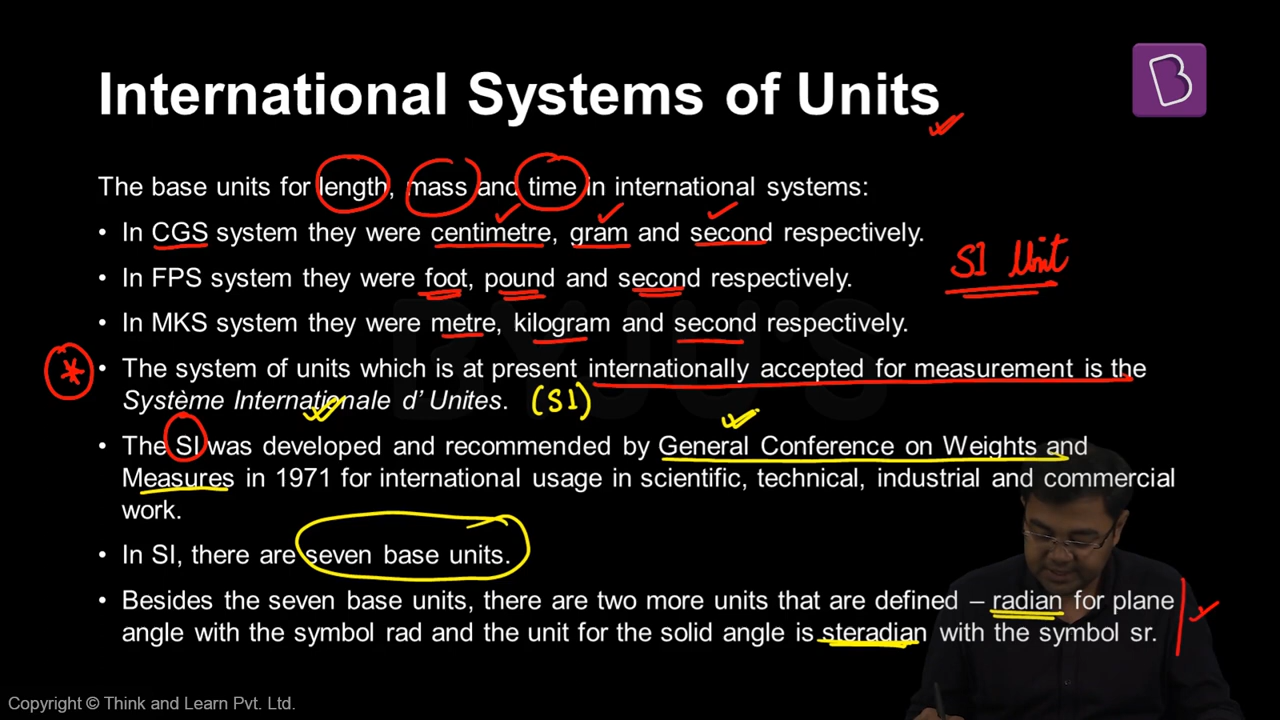 International Systems of Units
The base units for length, mass and time in international systems:
• In CGS system they were centimetre, gram and second respectively.
• In FPS system they were foot, pound and second respectively.
SI Unit
• In MKS system they were metre, kilogram and second respectively.
• The system of units which is at present internationally accepted for measurement is the
Système Internationale d’ Unites. (SI)
• The SI was developed and recommended by General Conference on Weights and
Measures in 1971 for international usage in scientific, technical, industrial and commercial
work.
• In SI, there are seven base units.
• Besides the seven base units, there are two more units that are defined – radian for plane
angle with the symbol rad and the unit for the solid angle is steradian with the symbol sr.
BYJU'S
Copyright © Think and Learn Pvt. Ltd.